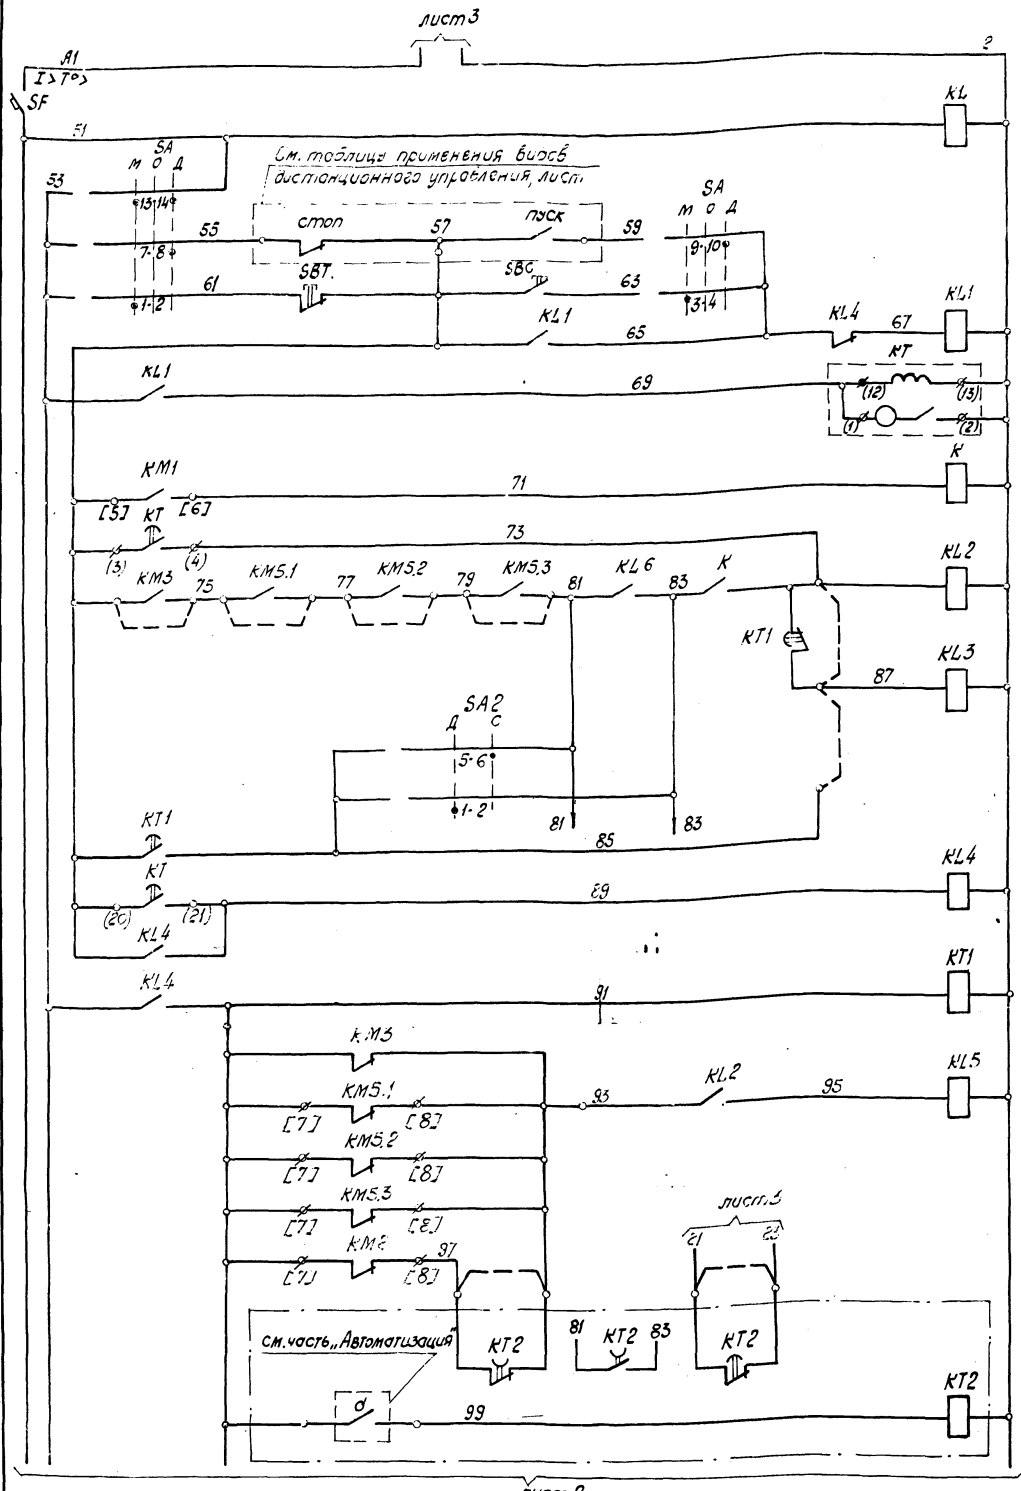 лист 3
А1
2
I> T°>
SF
KL
51
SA
М О Д
См. таблицу применения видов
дистанционного управления, лист.
53
13 14
SA
М О Д
55
стоп
57
пуск
59
7-8
9-10
61
SBT.
SBC
63
1-2
3-4
KL1
65
KL4
67
KL1
KT
KL1
69
(12)
(13)
(1)
(2)
KM1
K
71
[5]
[6]
KT
73
KL2
(3)
(4)
KM3
75
KM5.1
77
KM5.2
79
KM5.3
81
KL6
83
K
KT1
KL3
87
SA2
Д С
5-6
1-2
81
83
KT1
85
KL4
KT
89
(20)
(21)
KL4
KL4
KT1
91
KM3
KL5
KM5.1
93
KL2
95
[7]
[8]
KM5.2
[7]
[8]
KM5.3
лист 3
[7]
[8]
21
23
KM2
97
[7]
[8]
См. часть „Автоматизация"
KT2
81
KT2
83
KT2
KT2
d
99